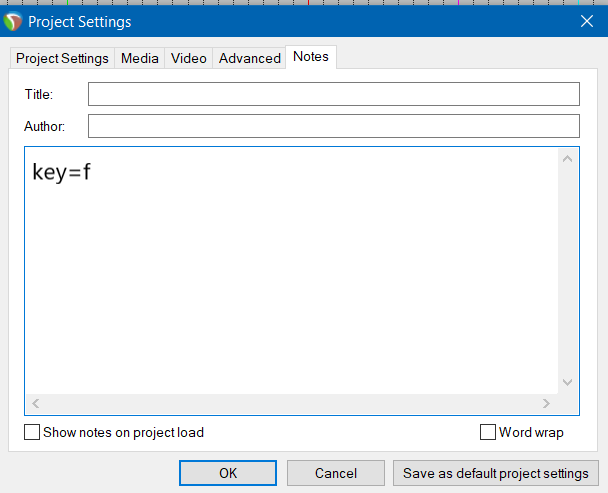 Project Settings
Project Settings Media Video Advanced Notes
Title:
Author:
key=f
Show notes on project load Word wrap
OK Cancel Save as default project settings